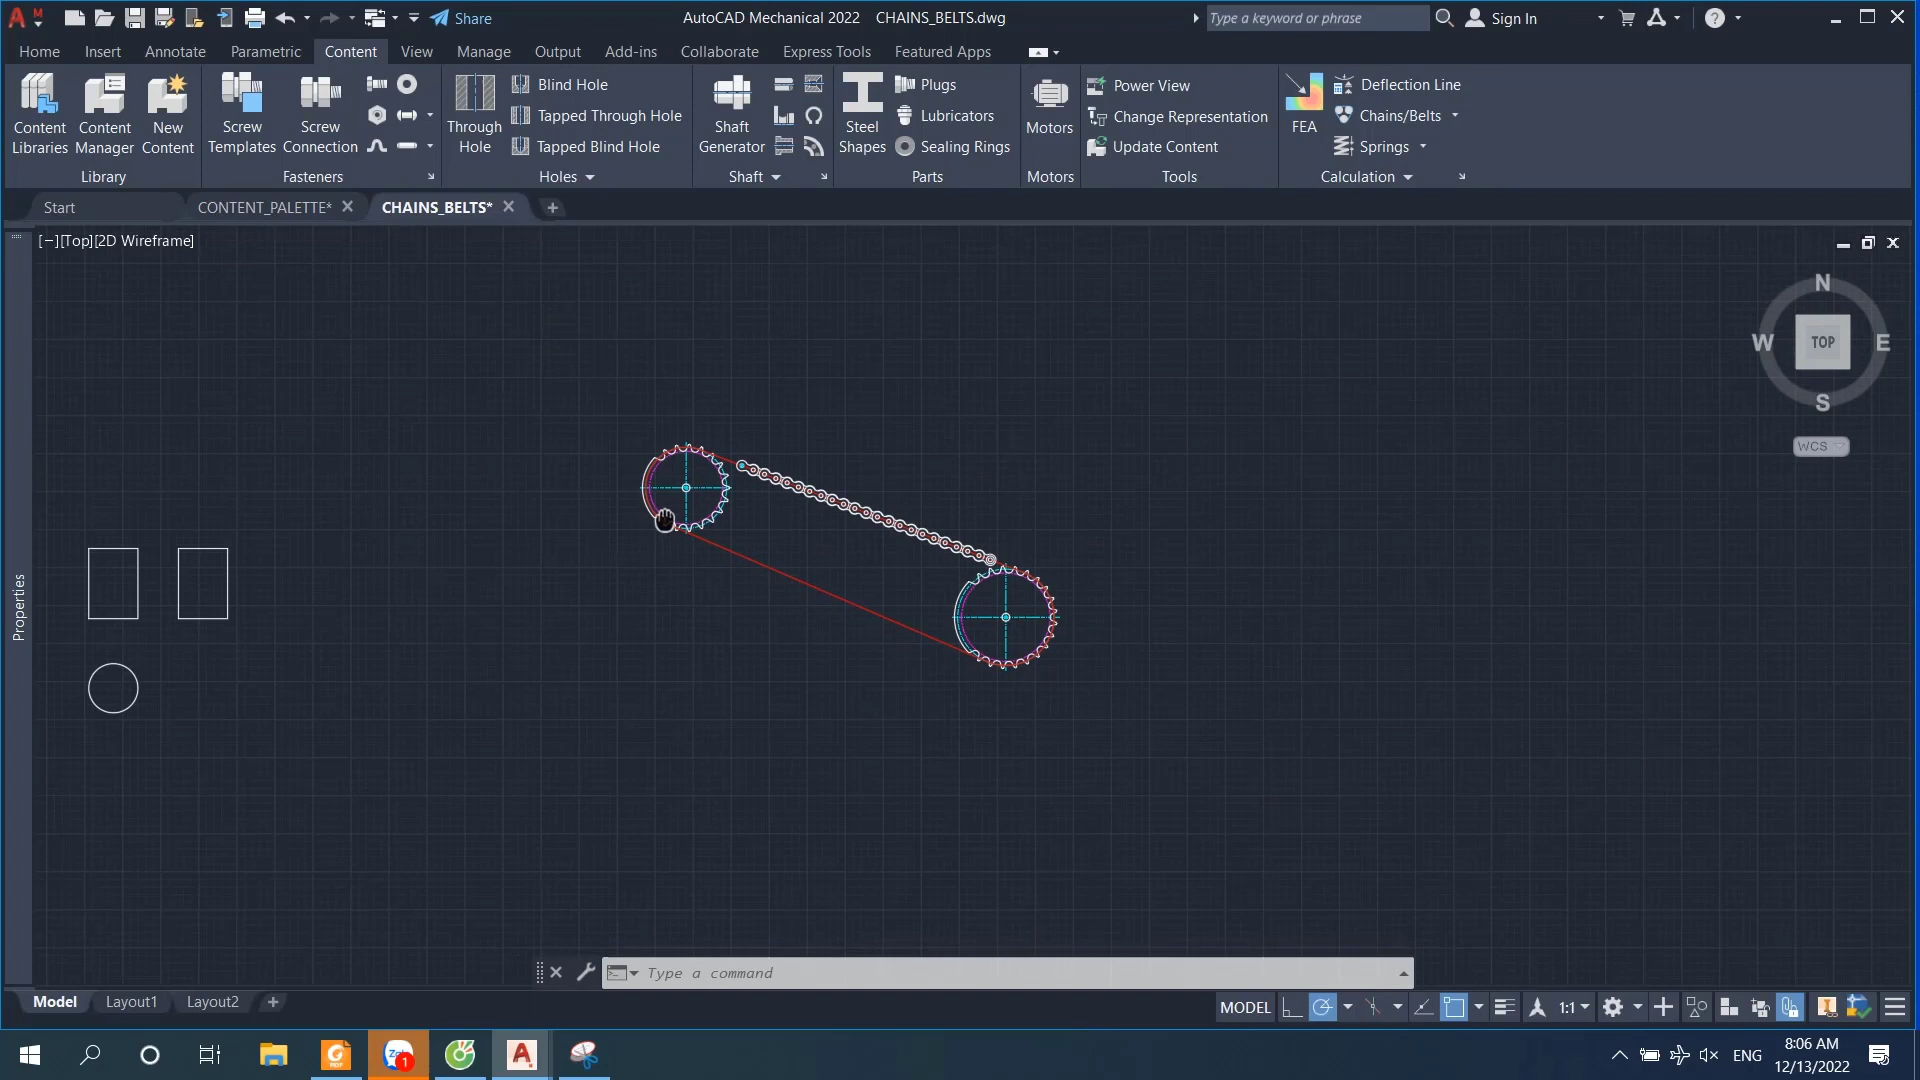 Share
AutoCAD Mechanical 2022 CHAINS_BELTS.dwg
Type a keyword or phrase
Sign In
Home Insert Annotate Parametric Content View Manage Output Add-ins Collaborate Express Tools Featured Apps
Content Libraries
Content Manager
New Content
Library
Screw Templates
Screw Connection
Fasteners
Through Hole
Blind Hole
Tapped Through Hole
Tapped Blind Hole
Holes
Shaft Generator
Shaft
Steel Shapes
Plugs
Lubricators
Sealing Rings
Parts
Motors
Motors
Power View
Change Representation
Update Content
Tools
FEA
Deflection Line
Chains/Belts
Springs
Calculation
Start CONTENT_PALETTE* CHAINS_BELTS*
[−][Top][2D Wireframe]
N
W TOP E
S
WCS
Properties
Type a command
Model Layout1 Layout2
MODEL 1:1
ENG
8:06 AM
12/13/2022